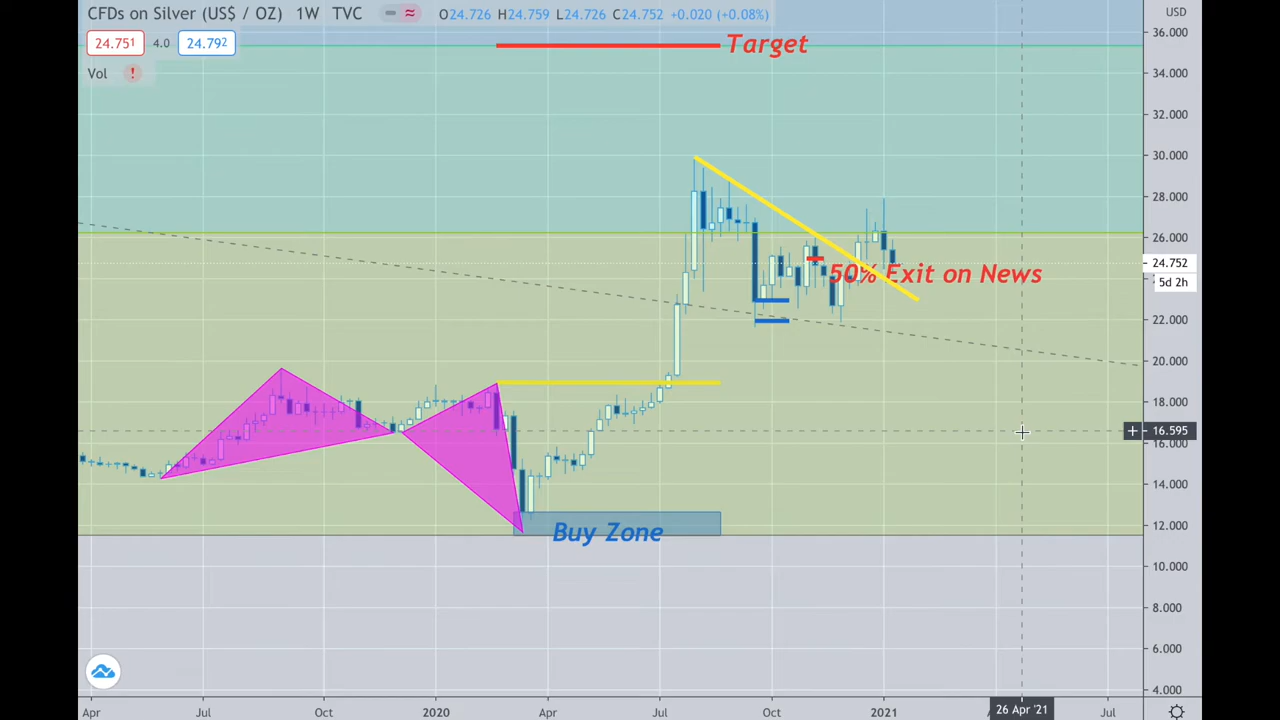 CFDs on Silver (US$ / OZ) 1W TVC O24.726 H24.759 L24.726 C24.752 +0.020 (+0.08%)
USD
24.751 4.0 24.792
Vol !
Target
36.000
34.000
32.000
30.000
28.000
26.000
24.752
5d 2h
50% Exit on News
22.000
20.000
18.000
16.595
16.000
14.000
12.000
Buy Zone
10.000
8.000
6.000
4.000
Apr Jul Oct 2020 Apr Jul Oct 2021 26 Apr '21 Jul